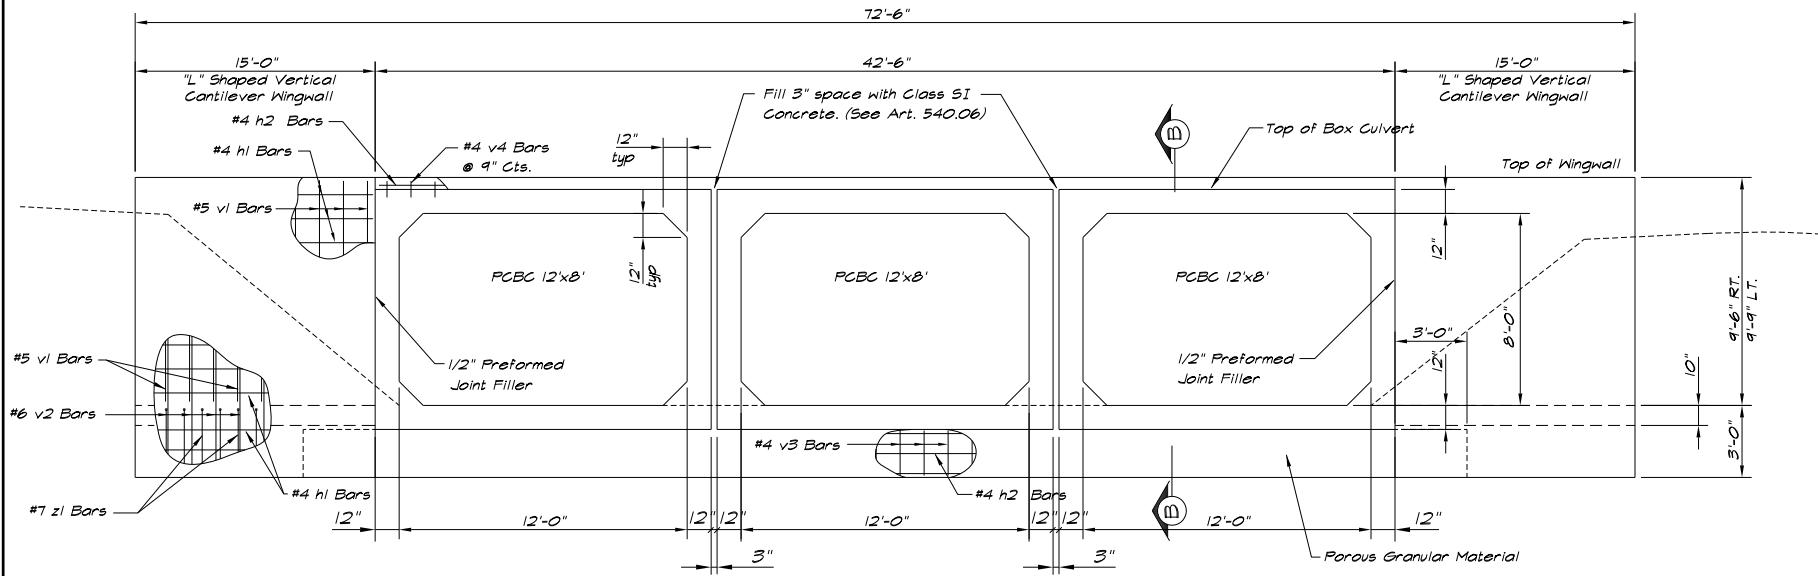 72'-6"
15'-0"
42'-6"
15'-0"
"L" Shaped Vertical
Cantilever Wingwall
"L" Shaped Vertical
Cantilever Wingwall
Fill 3" space with Class SI
Concrete. (See Art. 540.06)
#4 h2 Bars
#4 h1 Bars
#4 v4 Bars
@ 9" Cts.
12"
typ
B
Top of Box Culvert
Top of Wingwall
#5 v1 Bars
12"
typ
PCBC 12'x8'
PCBC 12'x8'
PCBC 12'x8'
12"
8'-0"
9'-6" RT.
9'-9" LT.
3'-0"
12"
10"
3'-0"
#5 v1 Bars
1/2" Preformed
Joint Filler
1/2" Preformed
Joint Filler
#6 v2 Bars
#4 v3 Bars
#4 h1 Bars
#4 h2 Bars
#7 z1 Bars
B
12"
12'-0"
12"
12"
12'-0"
12"
12"
12'-0"
12"
3"
3"
Porous Granular Material